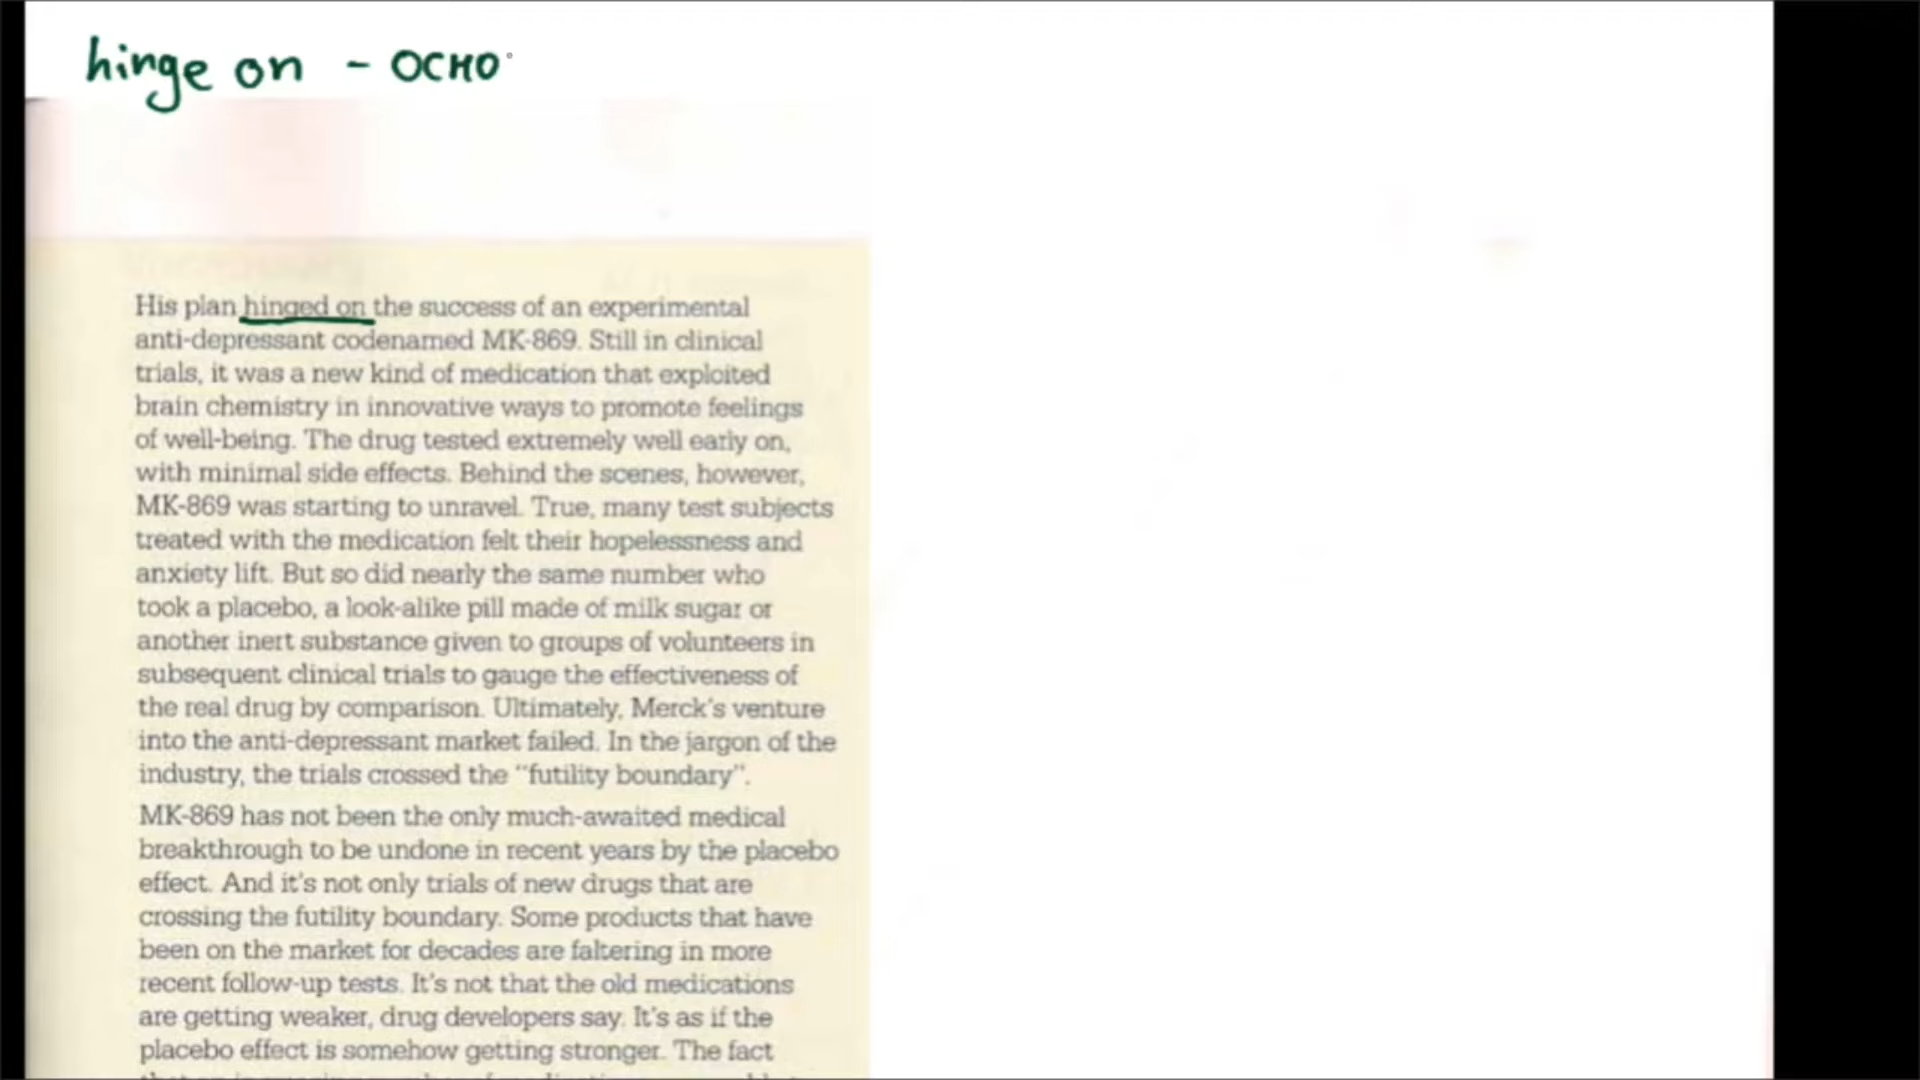 hinge on - осно
His plan hinged on the success of an experimental
anti-depressant codenamed MK-869. Still in clinical
trials, it was a new kind of medication that exploited
brain chemistry in innovative ways to promote feelings
of well-being. The drug tested extremely well early on,
with minimal side effects. Behind the scenes, however,
MK-869 was starting to unravel. True, many test subjects
treated with the medication felt their hopelessness and
anxiety lift. But so did nearly the same number who
took a placebo, a look-alike pill made of milk sugar or
another inert substance given to groups of volunteers in
subsequent clinical trials to gauge the effectiveness of
the real drug by comparison. Ultimately, Merck's venture
into the anti-depressant market failed. In the jargon of the
industry, the trials crossed the "futility boundary".
MK-869 has not been the only much-awaited medical
breakthrough to be undone in recent years by the placebo
effect. And it's not only trials of new drugs that are
crossing the futility boundary. Some products that have
been on the market for decades are faltering in more
recent follow-up tests. It's not that the old medications
are getting weaker, drug developers say. It's as if the
placebo effect is somehow getting stronger. The fact